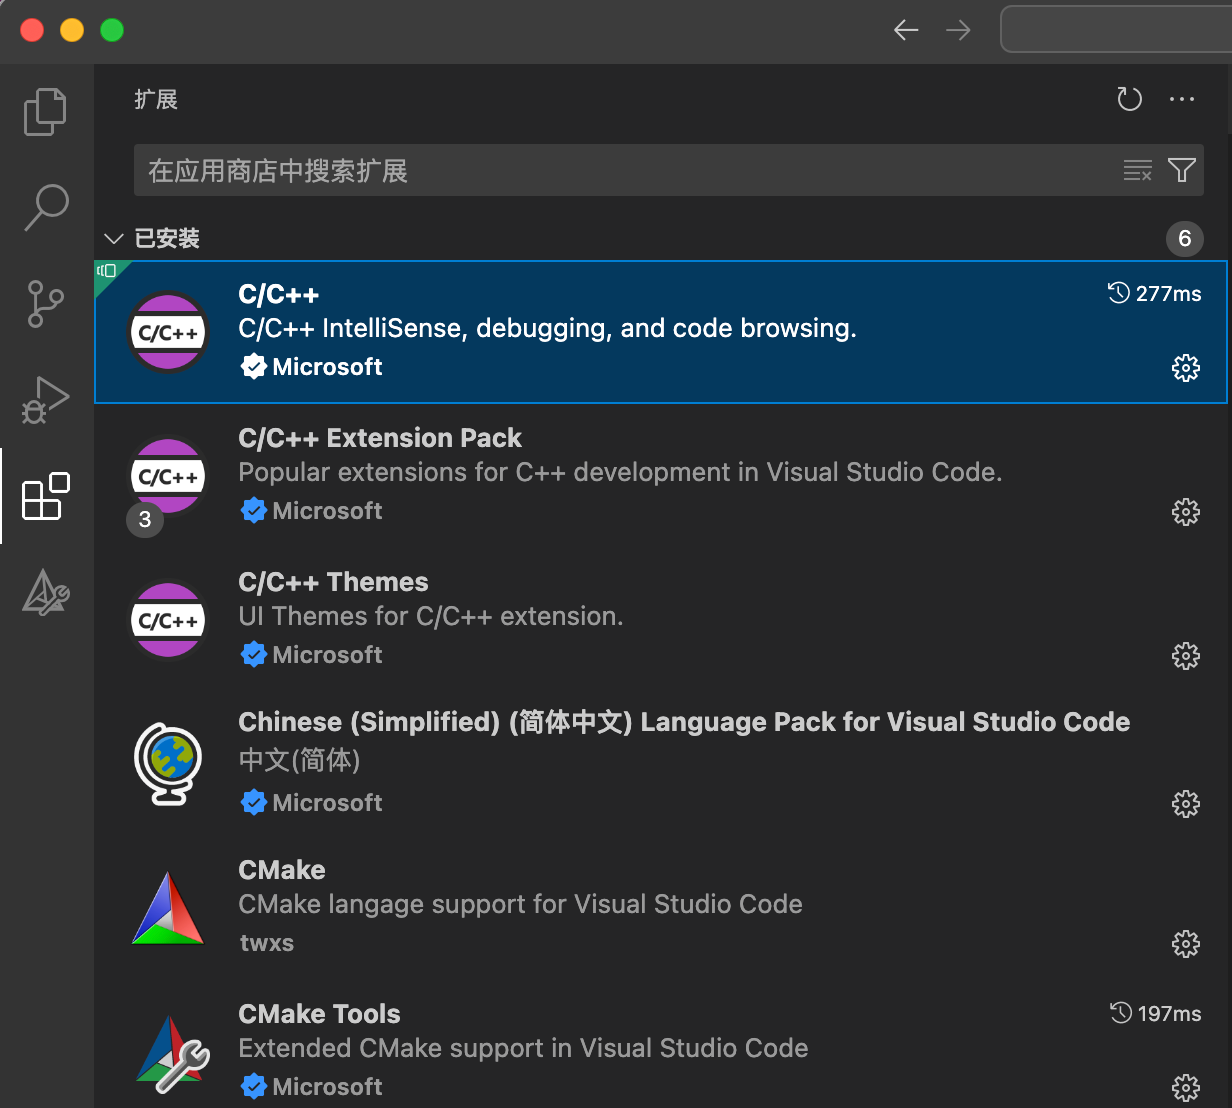 扩展
在应用商店中搜索扩展
已安装
6
C/C++
277ms
C/C++
C/C++ IntelliSense, debugging, and code browsing.
Microsoft
C/C++ Extension Pack
C/C++
Popular extensions for C++ development in Visual Studio Code.
3
Microsoft
C/C++ Themes
C/C++
UI Themes for C/C++ extension.
Microsoft
Chinese (Simplified) (简体中文) Language Pack for Visual Studio Code
中文(简体)
Microsoft
CMake
CMake langage support for Visual Studio Code
twxs
CMake Tools
197ms
Extended CMake support in Visual Studio Code
Microsoft